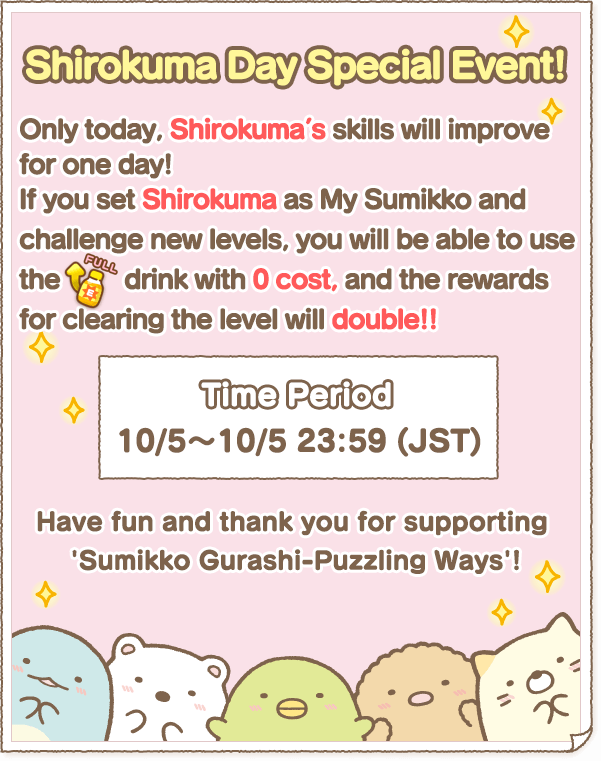 Shirokuma Day Special Event!
Only today, Shirokuma's skills will improve
for one day!
If you set Shirokuma as My Sumikko and
challenge new levels, you will be able to use
the FULL drink with 0 cost, and the rewards
for clearing the level will double!!
Time Period
10/5～10/5 23:59 (JST)
Have fun and thank you for supporting
'Sumikko Gurashi-Puzzling Ways'!